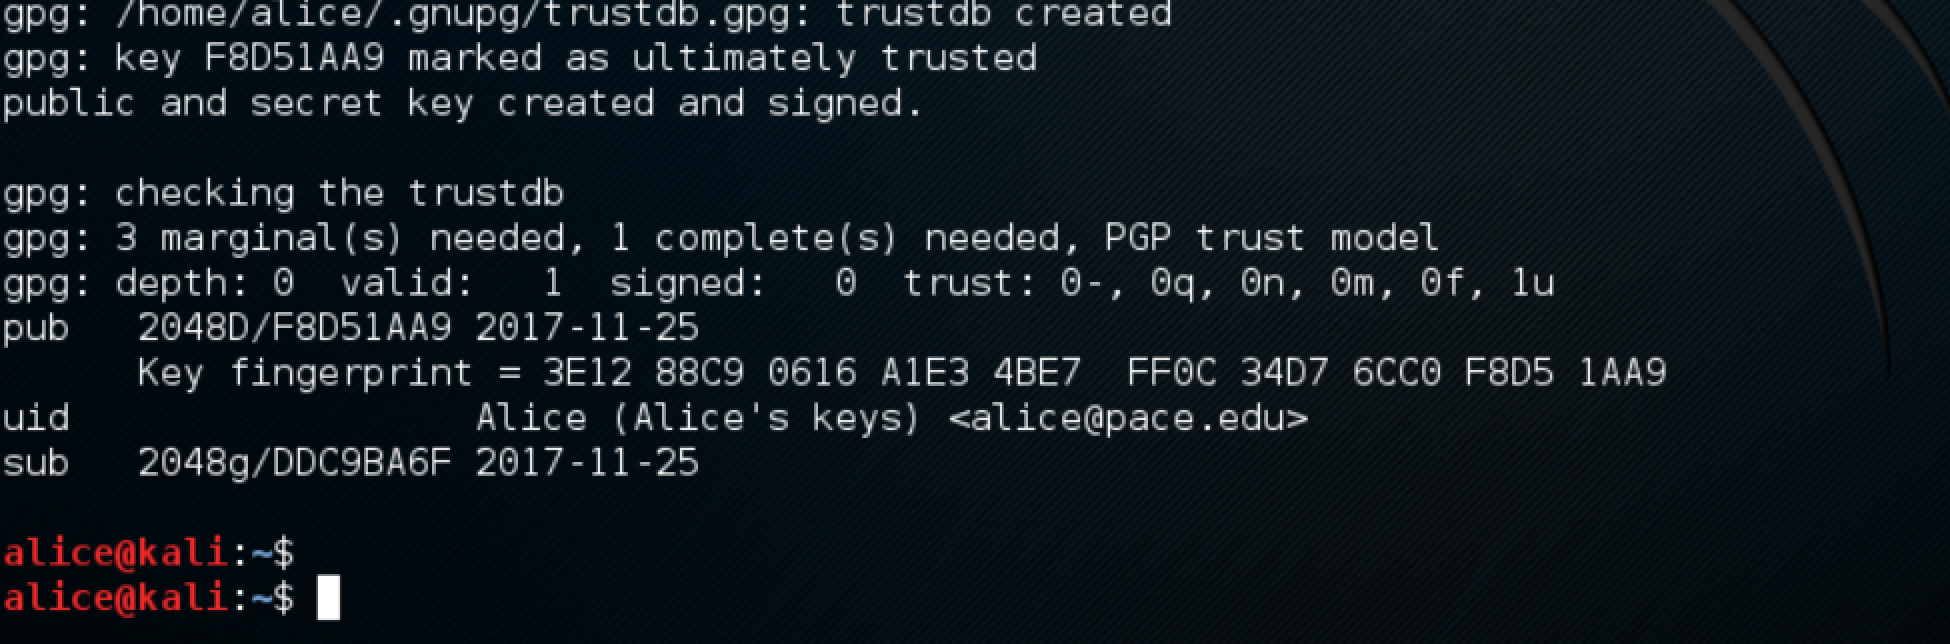 gpg: /home/alice/.gnupg/trustdb.gpg: trustdb created
gpg: key F8D51AA9 marked as ultimately trusted
public and secret key created and signed.
gpg: checking the trustdb
gpg: 3 marginal(s) needed, 1 complete(s) needed, PGP trust model
gpg: depth: 0  valid:   1  signed:   0  trust: 0-, 0q, 0n, 0m, 0f, 1u
pub   2048D/F8D51AA9 2017-11-25
      Key fingerprint = 3E12 88C9 0616 A1E3 4BE7  FF0C 34D7 6CC0 F8D5 1AA9
uid                  Alice (Alice's keys) <alice@pace.edu>
sub   2048g/DDC9BA6F 2017-11-25
alice@kali:~$
alice@kali:~$